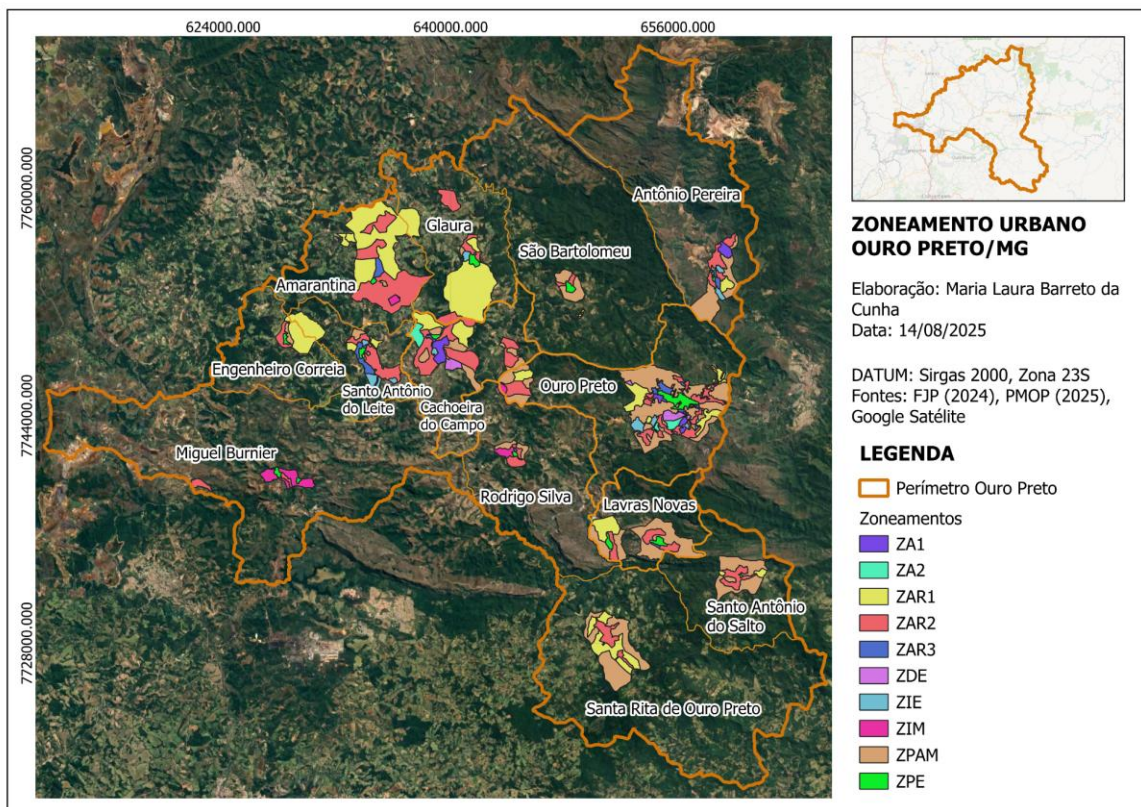 624000.000
640000.000
656000.000
7760000.000
7744000.000
7728000.000
Antônio Pereira
Glaura
São Bartolomeu
Amarantina
Engenheiro Correia
Santo Antônio
do Leite
Cachoeira
do Campo
Ouro Preto
Miguel Burnier
Rodrigo Silva
Lavras Novas
Santo Antônio
do Salto
Santa Rita de Ouro Preto
ZONEAMENTO URBANO
OURO PRETO/MG
Elaboração: Maria Laura Barreto da
Cunha
Data: 14/08/2025
DATUM: Sirgas 2000, Zona 23S
Fontes: FJP (2024), PMOP (2025),
Google Satélite
LEGENDA
Perímetro Ouro Preto
Zoneamentos
ZA1
ZA2
ZAR1
ZAR2
ZAR3
ZDE
ZIE
ZIM
ZPAM
ZPE